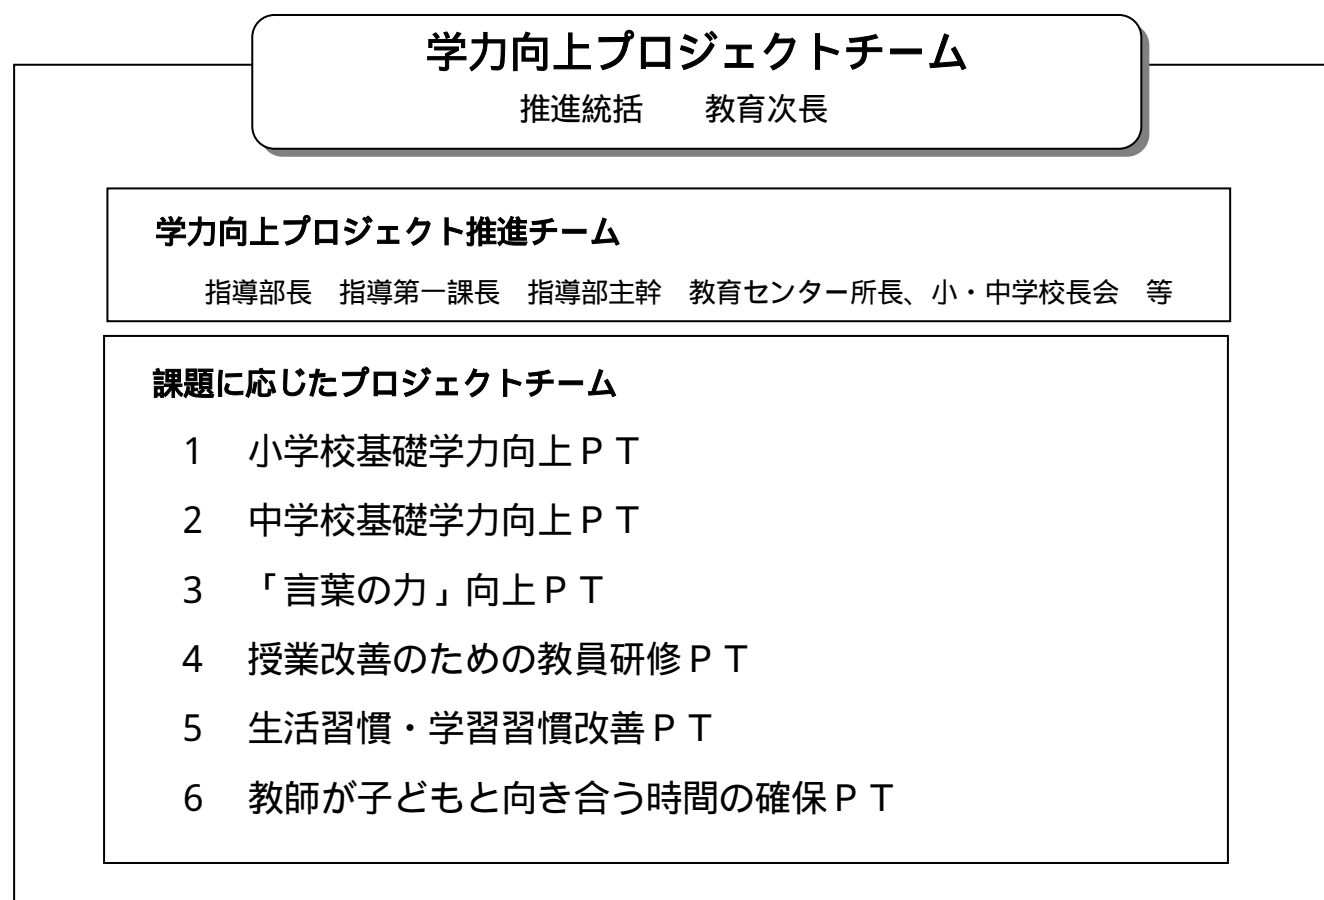 学力向上プロジェクトチーム
推進統括　　教育次長
学力向上プロジェクト推進チーム
指導部長　指導第一課長　指導部主幹　教育センター所長、小・中学校長会　等
課題に応じたプロジェクトチーム
1　小学校基礎学力向上ＰＴ
2　中学校基礎学力向上ＰＴ
3　「言葉の力」向上ＰＴ
4　授業改善のための教員研修ＰＴ
5　生活習慣・学習習慣改善ＰＴ
6　教師が子どもと向き合う時間の確保ＰＴ